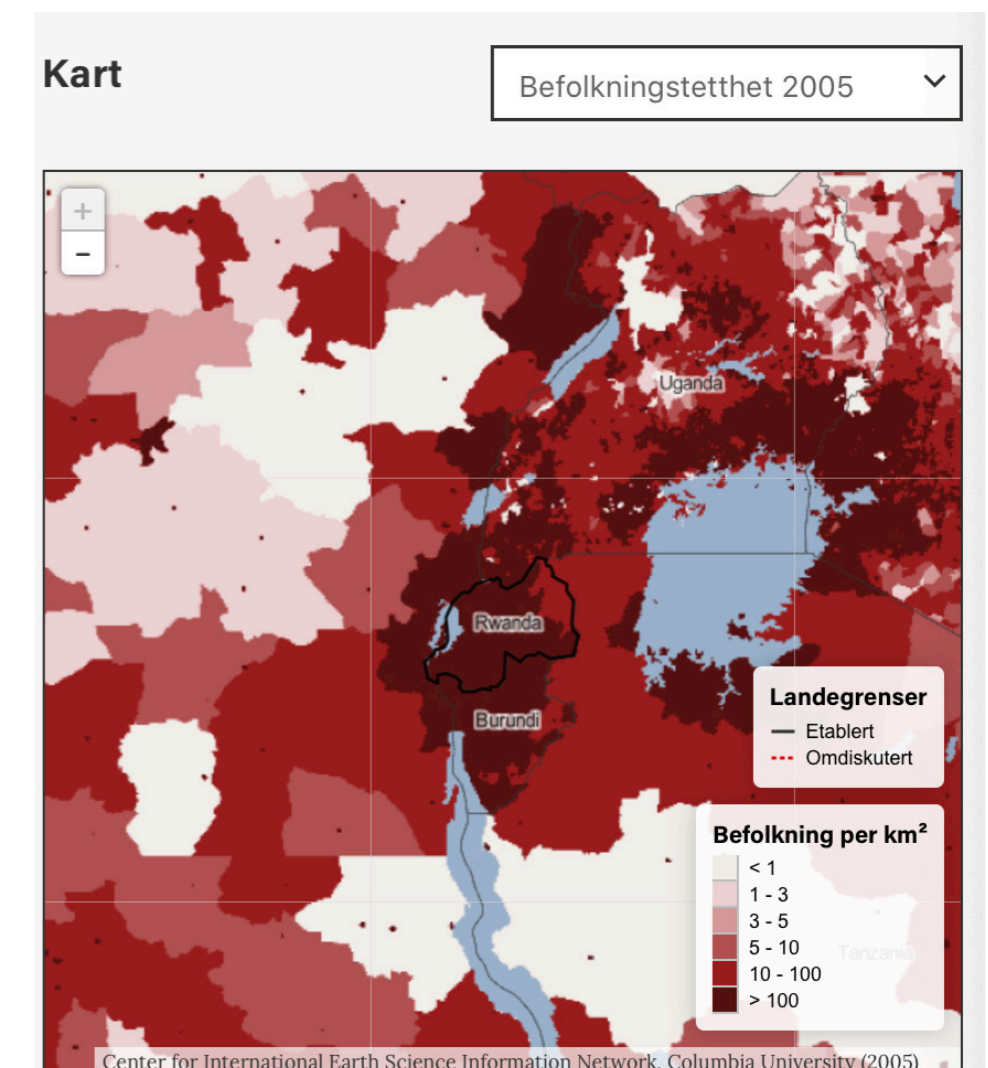 Kart
Befolkningstetthet 2005
+
-
Uganda
Rwanda
Burundi
Landegrenser
Etablert
Omdiskutert
Befolkning per km²
< 1
1 - 3
3 - 5
5 - 10
10 - 100
> 100
Tanzania
Center for International Earth Science Information Network, Columbia University (2005)